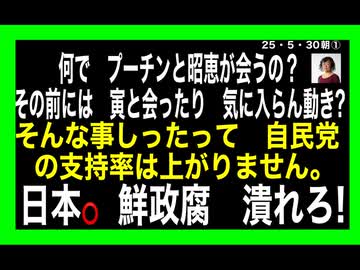 25・5・30朝①
何で　プーチンと昭恵が会うの？
その前には　寅と会ったり　気に入らん動き？
そんな事しったって　自民党
の支持率は上がりません。
日本。鮮政腐　潰れろ！